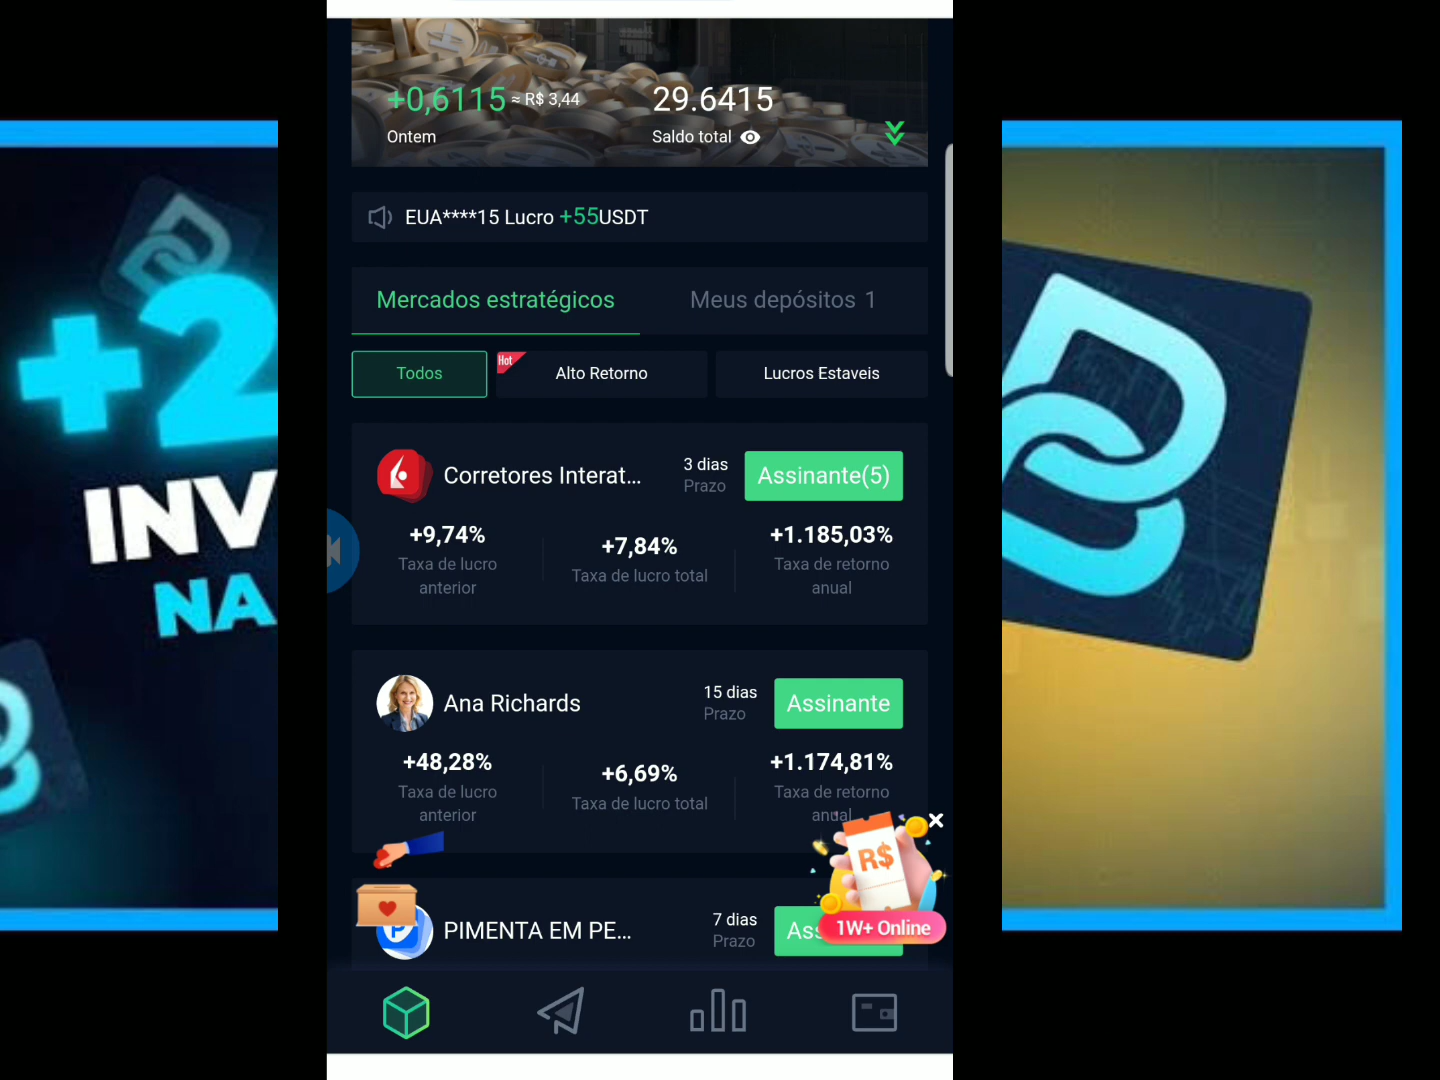 +0,6115 ≈ R$ 3,44
Ontem
29.6415
Saldo total
EUA****15 Lucro +55USDT
Mercados estratégicos
Meus depósitos 1
Todos
Hot
Alto Retorno
Lucros Estaveis
Corretores Interat...
3 dias
Prazo
Assinante(5)
+9,74%
Taxa de lucro
anterior
+7,84%
Taxa de lucro total
+1.185,03%
Taxa de retorno
anual
Ana Richards
15 dias
Prazo
Assinante
+48,28%
Taxa de lucro
anterior
+6,69%
Taxa de lucro total
+1.174,81%
Taxa de retorno
anual
R$
1W+ Online
PIMENTA EM PE...
7 dias
Prazo
Ass
+2
INV
NA